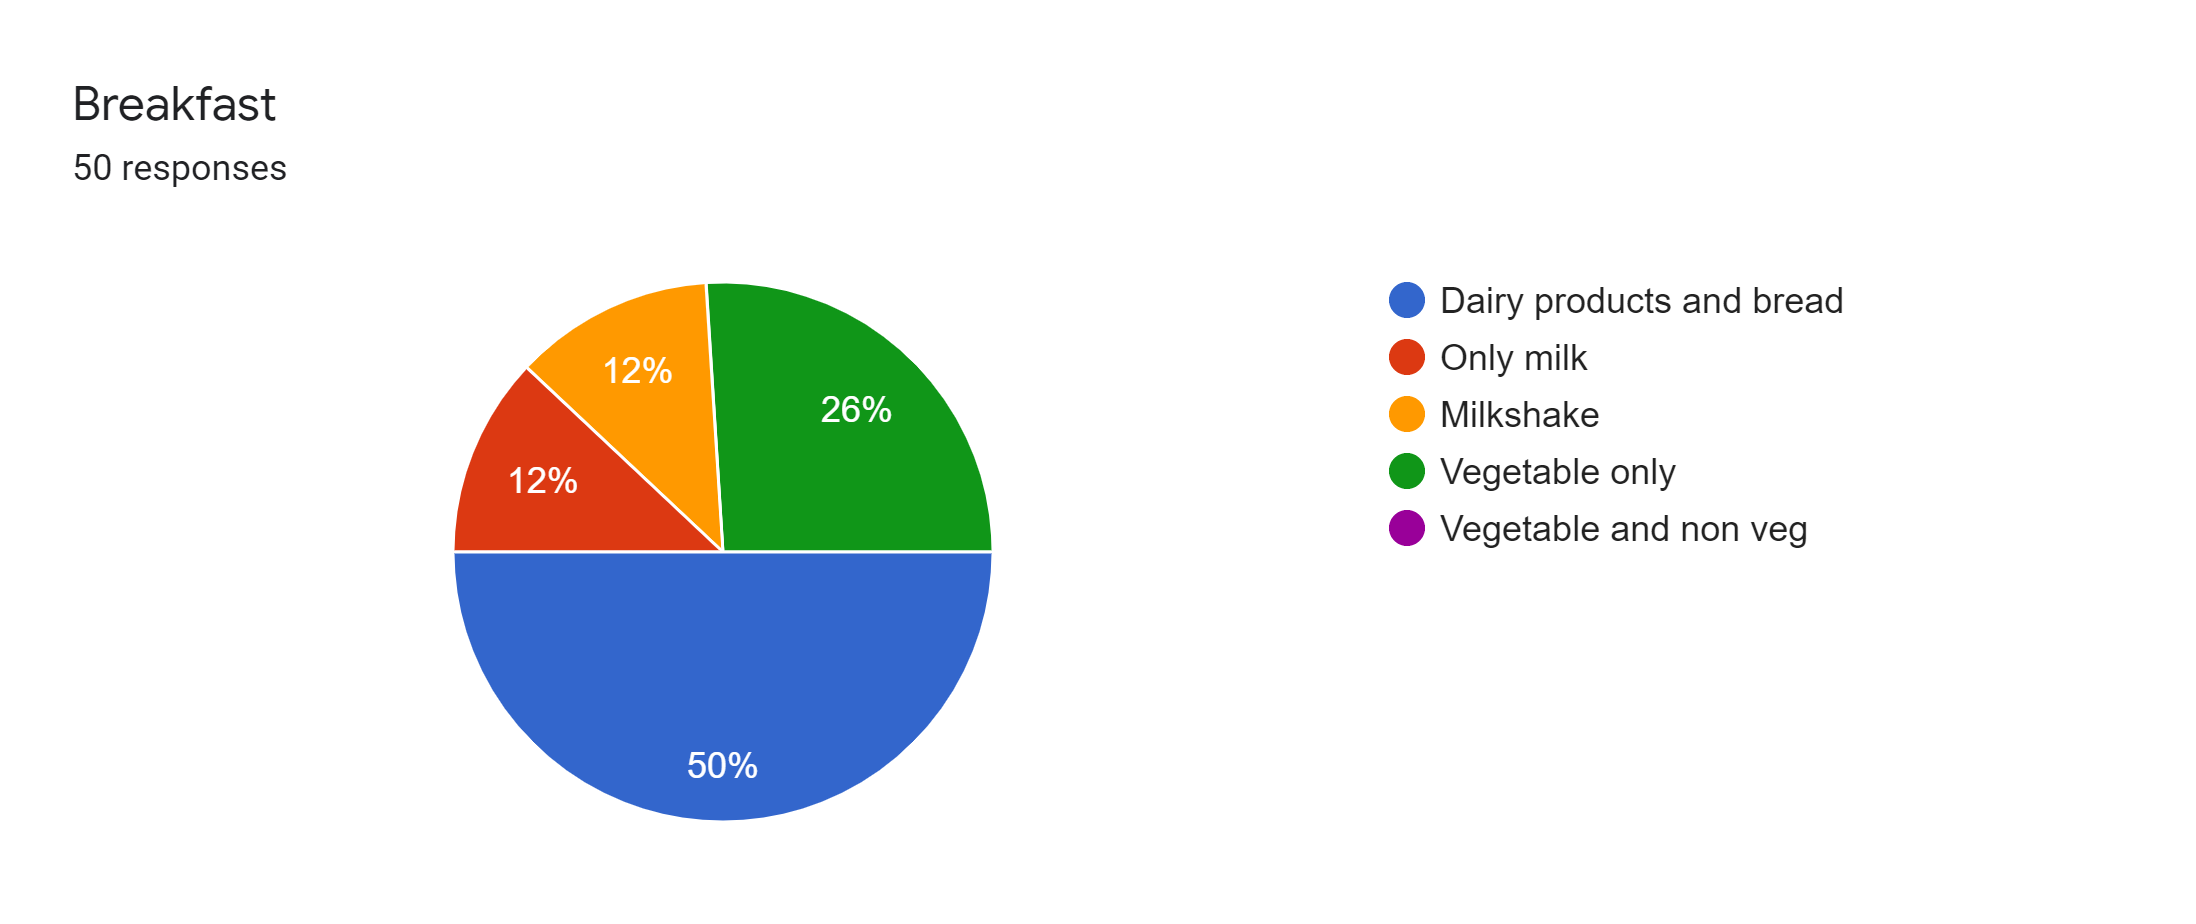 Breakfast
50 responses
12%
26%
12%
50%
Dairy products and bread
Only milk
Milkshake
Vegetable only
Vegetable and non veg